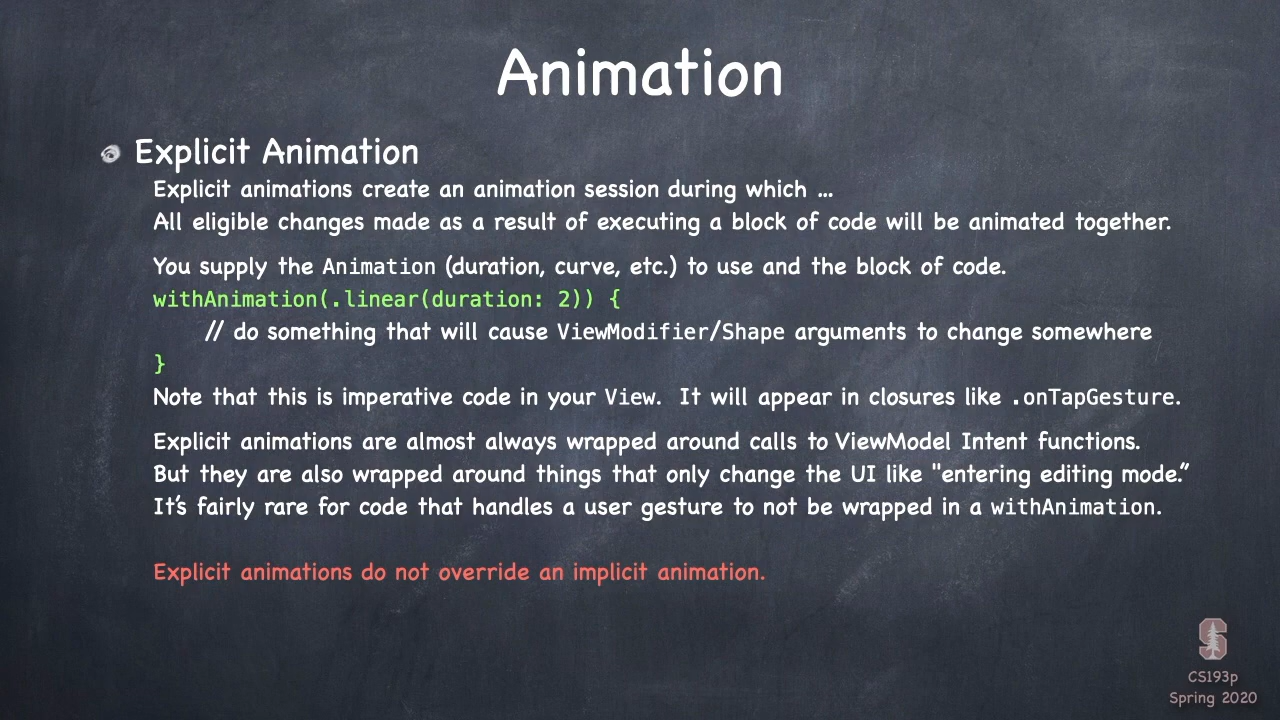 Animation
Explicit Animation
Explicit animations create an animation session during which ...
All eligible changes made as a result of executing a block of code will be animated together.
You supply the Animation (duration, curve, etc.) to use and the block of code.
withAnimation(.linear(duration: 2)) {
// do something that will cause ViewModifier/Shape arguments to change somewhere
}
Note that this is imperative code in your View. It will appear in closures like .onTapGesture.
Explicit animations are almost always wrapped around calls to ViewModel Intent functions.
But they are also wrapped around things that only change the UI like "entering editing mode.”
It’s fairly rare for code that handles a user gesture to not be wrapped in a withAnimation.
Explicit animations do not override an implicit animation.
S
CS193p
Spring 2020